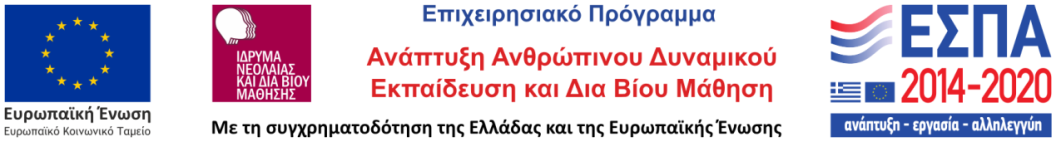 Ευρωπαϊκή Ένωση
Ευρωπαϊκό Κοινωνικό Ταμείο
ΙΔΡΥΜΑ
ΝΕΟΛΑΙΑΣ
ΚΑΙ ΔΙΑ ΒΙΟΥ
ΜΑΘΗΣΗΣ
Επιχειρησιακό Πρόγραμμα
Ανάπτυξη Ανθρώπινου Δυναμικού
Εκπαίδευση και Δια Βίου Μάθηση
Με τη συγχρηματοδότηση της Ελλάδας και της Ευρωπαϊκής Ένωσης
ΕΣΠΑ
2014-2020
ανάπτυξη - εργασία - αλληλεγγύη